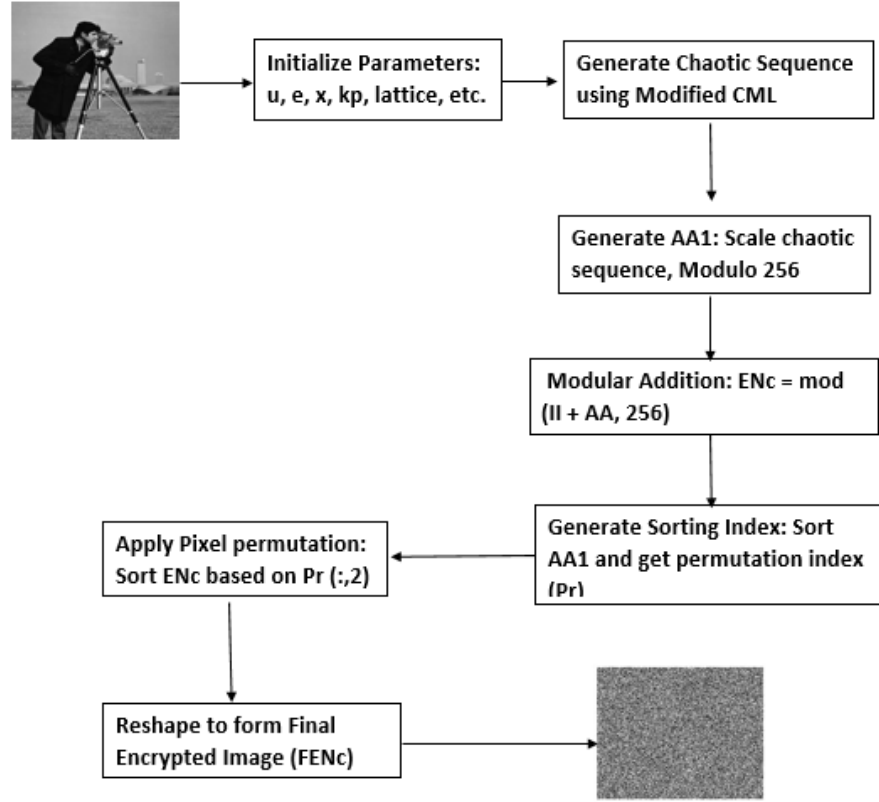 Initialize Parameters:
u, e, x, kp, lattice, etc.
Generate Chaotic Sequence
using Modified CML
Generate AA1: Scale chaotic
sequence, Modulo 256
Modular Addition: ENc = mod
(II + AA, 256)
Generate Sorting Index: Sort
AA1 and get permutation index
(Pr)
Apply Pixel permutation:
Sort ENc based on Pr (:,2)
Reshape to form Final
Encrypted Image (FENc)